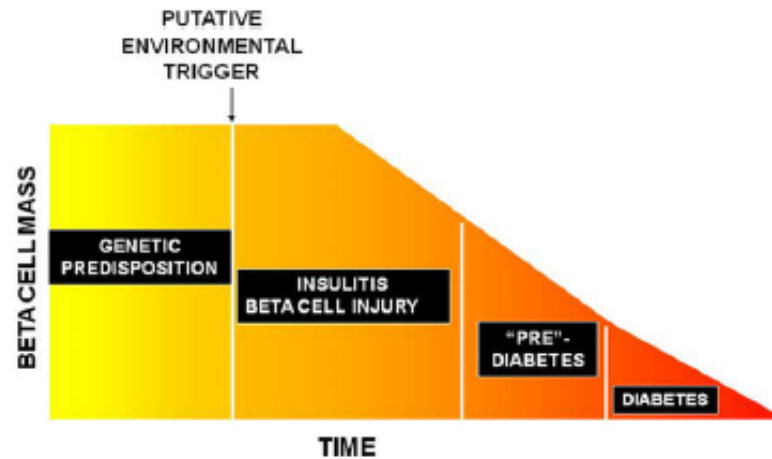 PUTATIVE
ENVIRONMENTAL
TRIGGER
BETA CELL MASS
GENETIC
PREDISPOSITION
INSULITIS
BETA CELL INJURY
"PRE"-
DIABETES
DIABETES
TIME